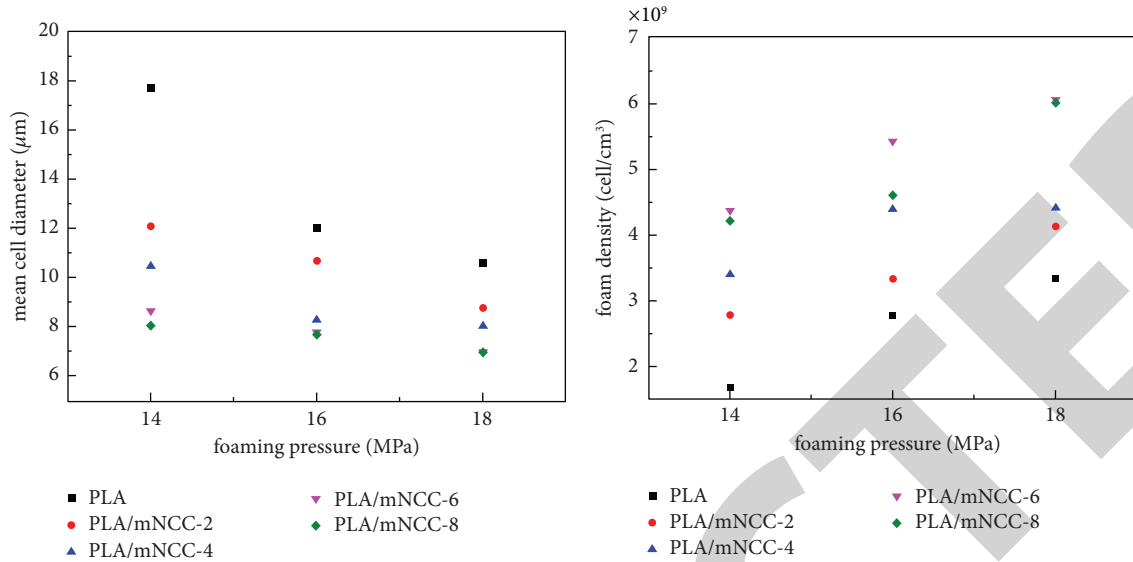 20
18
16
14
12
10
8
6
mean cell diameter (μm)
14
16
18
foaming pressure (MPa)
PLA
PLA/mNCC-2
PLA/mNCC-4
PLA/mNCC-6
PLA/mNCC-8
×10⁹
7
6
5
4
3
2
foam density (cell/cm³)
14
16
18
foaming pressure (MPa)
PLA
PLA/mNCC-2
PLA/mNCC-4
PLA/mNCC-6
PLA/mNCC-8